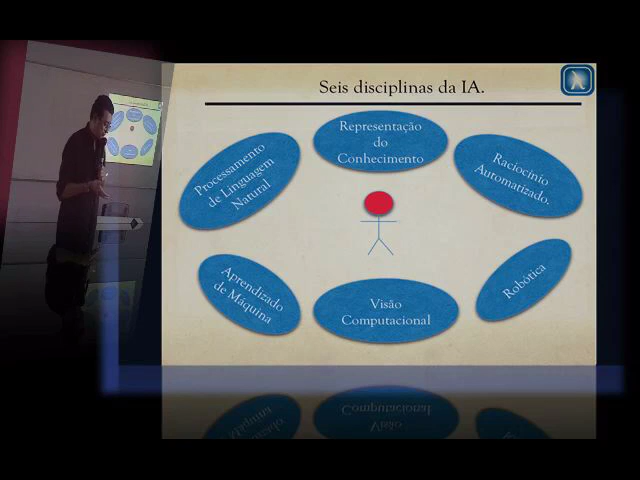 Seis disciplinas da IA.
Representação
do
Conhecimento
Processamento
de Linguagem
Natural
Raciocínio
Automatizado.
Aprendizado
de Máquina
Visão
Computacional
Robótica